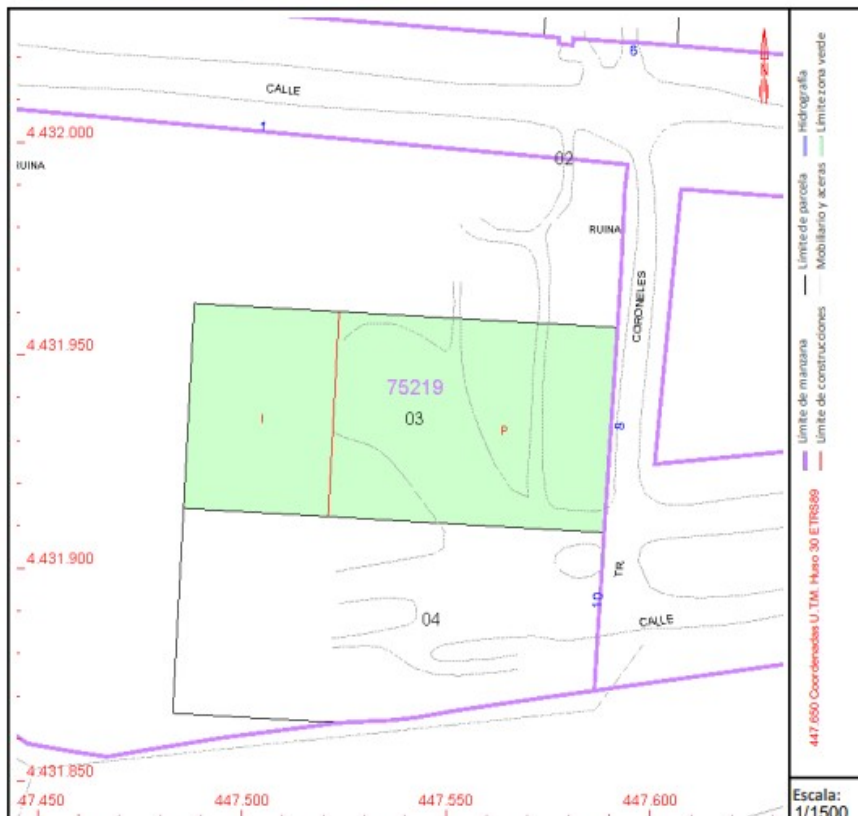 6
CALLE
4.432.000
1
02
RUINA
RUINA
CORONELES
4.431.950
75219
03
I
P
8
4.431.900
TR.
10
04
CALLE
4.431.850
447.450
447.500
447.550
447.600
Límite de manzana
Límite de parcela
Hidrografía
Límite de construcciones
Mobiliario y aceras
Límite zona verde
447.650 Coordenadas U.T.M. Huso 30 ETRS89
Escala:
1/1500